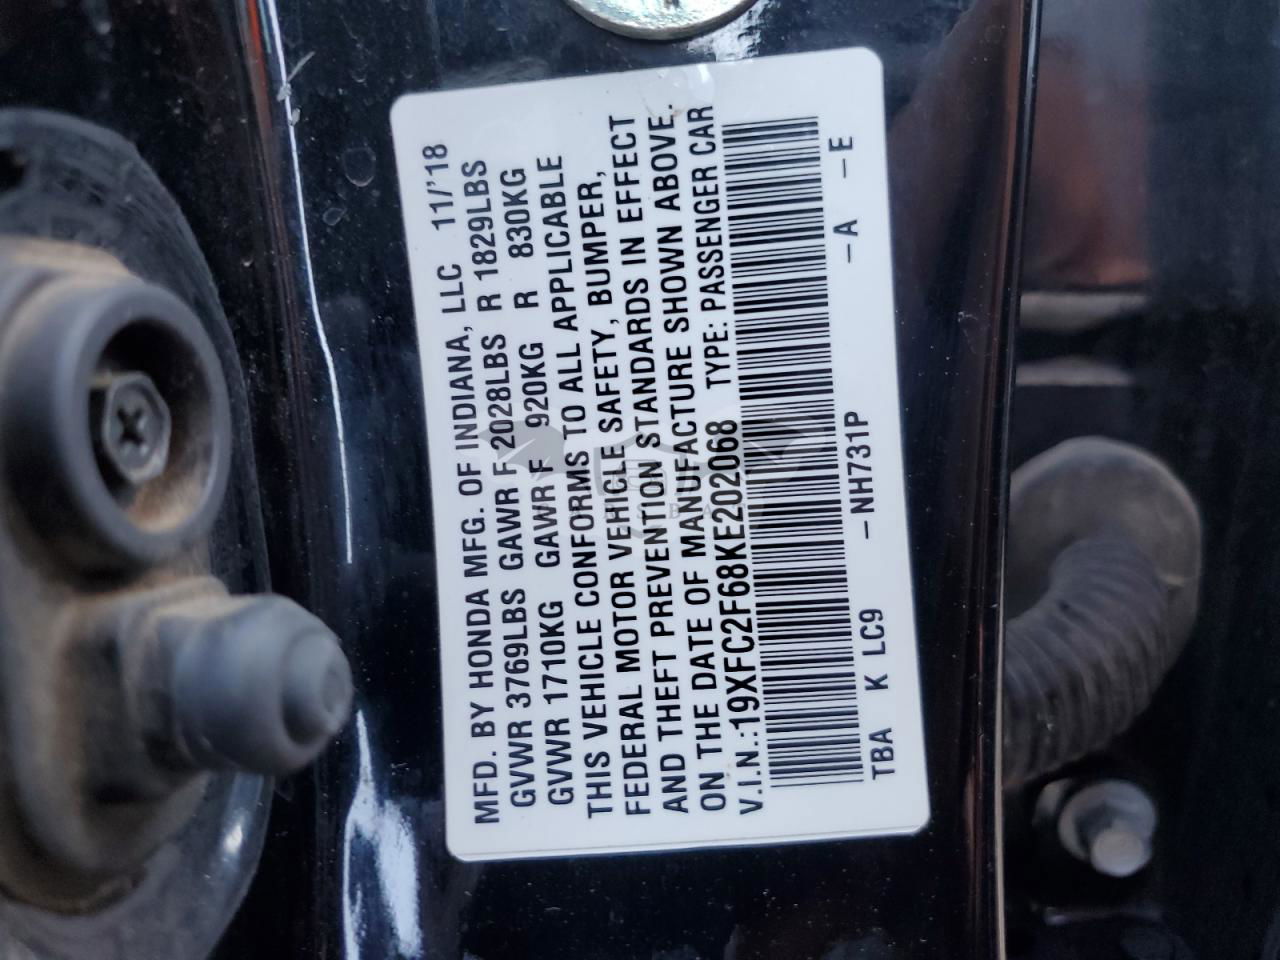 MFD. BY HONDA MFG. OF INDIANA, LLC 11/'18
GVWR 3769LBS GAWR F 2028LBS R 1829LBS
GVWR 1710KG GAWR F 920KG R 830KG
THIS VEHICLE CONFORMS TO ALL APPLICABLE
FEDERAL MOTOR VEHICLE SAFETY, BUMPER,
AND THEFT PREVENTION STANDARDS IN EFFECT
ON THE DATE OF MANUFACTURE SHOWN ABOVE.
V.I.N.:19XFC2F68KE202068 TYPE: PASSENGER CAR
TBA K LC9 –NH731P –A –E